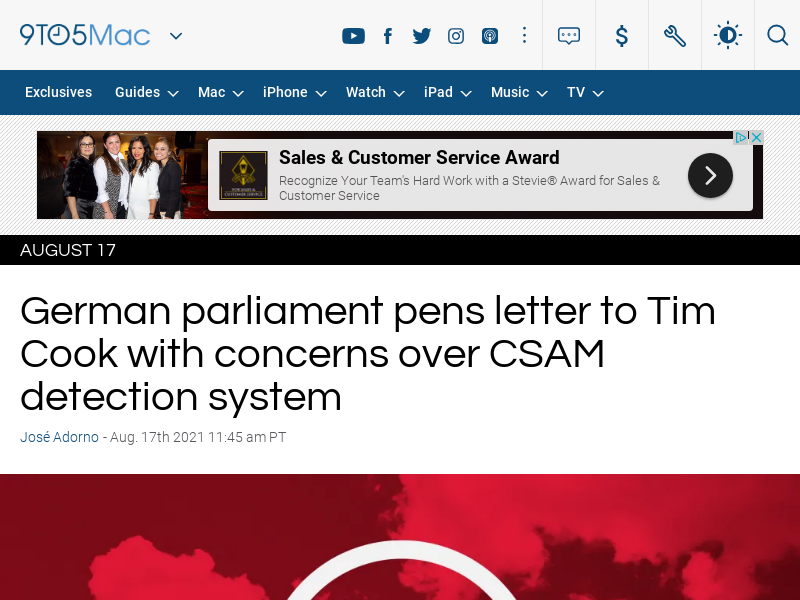 9TO5Mac
$
Exclusives Guides Mac iPhone Watch iPad Music TV
Sales & Customer Service Award
Recognize Your Team's Hard Work with a Stevie® Award for Sales &
Customer Service
AUGUST 17
German parliament pens letter to Tim
Cook with concerns over CSAM
detection system
José Adorno - Aug. 17th 2021 11:45 am PT